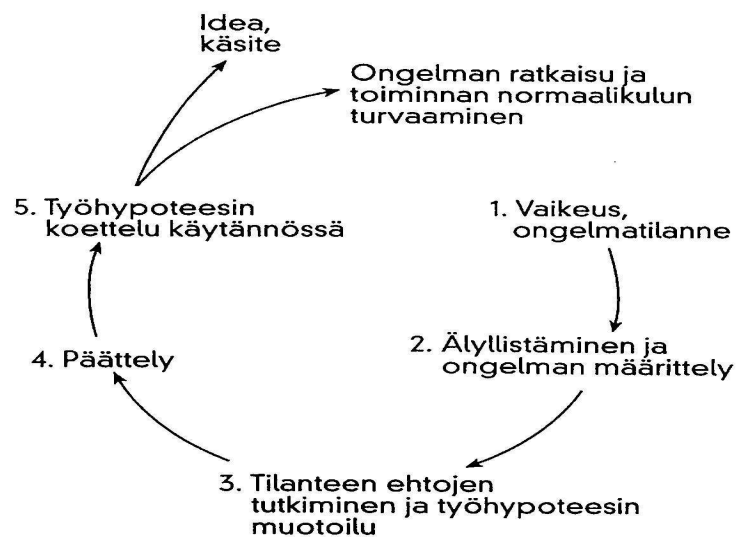 Idea,
käsite
Ongelman ratkaisu ja
toiminnan normaalikulun
turvaaminen
1. Vaikeus,
ongelmatilanne
2. Älyllistäminen ja
ongelman määrittely
3. Tilanteen ehtojen
tutkiminen ja työhypoteesin
muotoilu
4. Päättely
5. Työhypoteesin
koettelu käytännössä